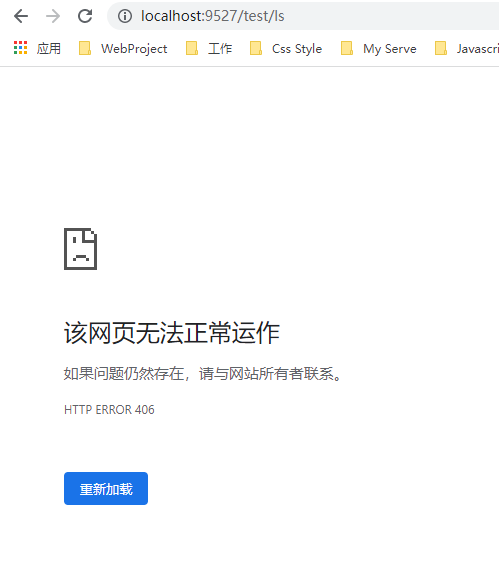 localhost:9527/test/ls
应用 WebProject 工作 Css Style My Serve Javascri
该网页无法正常运作
如果问题仍然存在，请与网站所有者联系。
HTTP ERROR 406
重新加载